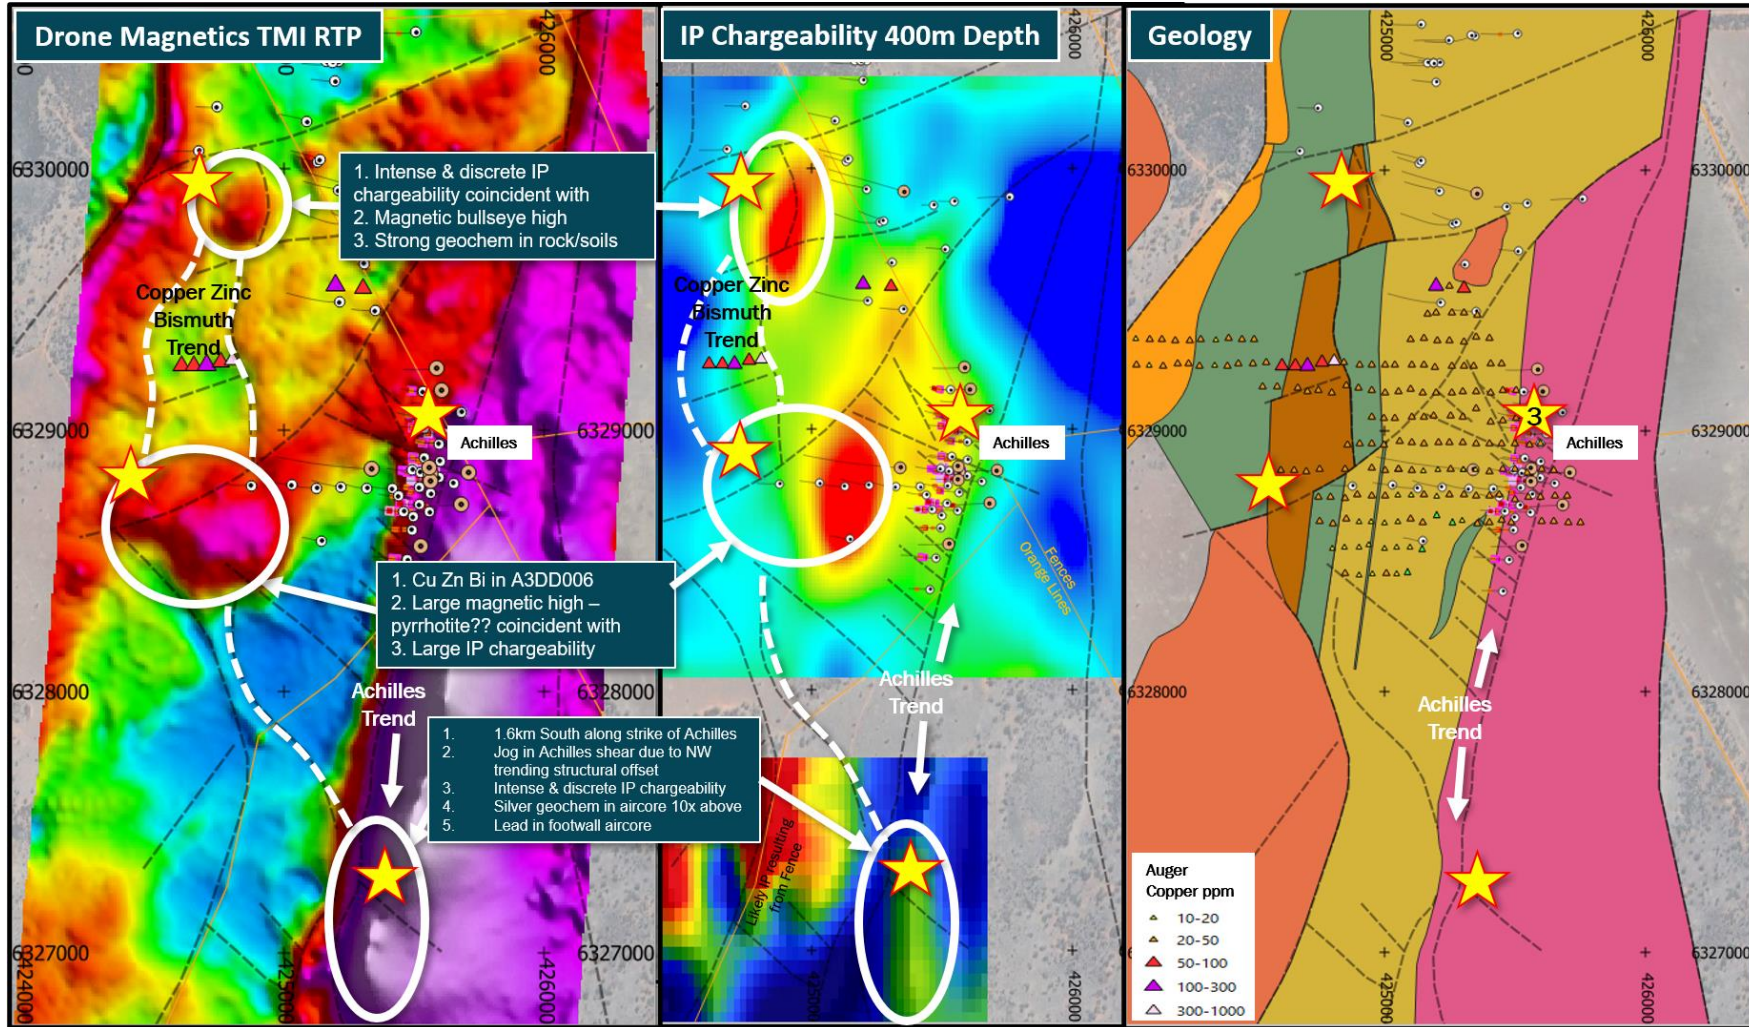 Drone Magnetics TMI RTP
IP Chargeability 400m Depth
Geology
426000
426000
425000
426000
6330000
6330000
6330000
1. Intense & discrete IP
chargeability coincident with
2. Magnetic bullseye high
3. Strong geochem in rock/soils
Copper Zinc
Bismuth
Trend
Copper Zinc
Bismuth
Trend
6329000
6329000
6329000
6329000
Achilles
Achilles
3
Achilles
1. Cu Zn Bi in A3DD006
2. Large magnetic high –
pyrrhotite?? coincident with
3. Large IP chargeability
Fences
Orange Lines
6328000
6328000
6328000
6328000
Achilles
Trend
Achilles
Trend
Achilles
Trend
1. 1.6km South along strike of Achilles
2. Jog in Achilles shear due to NW
trending structural offset
3. Intense & discrete IP chargeability
4. Silver geochem in aircore 10x above
5. Lead in footwall aircore
Likely IP resulting
from Fence
Auger
Copper ppm
10-20
20-50
50-100
100-300
300-1000
6327000
6327000
6327000
424000
425000
426000
425000
426000
425000
426000